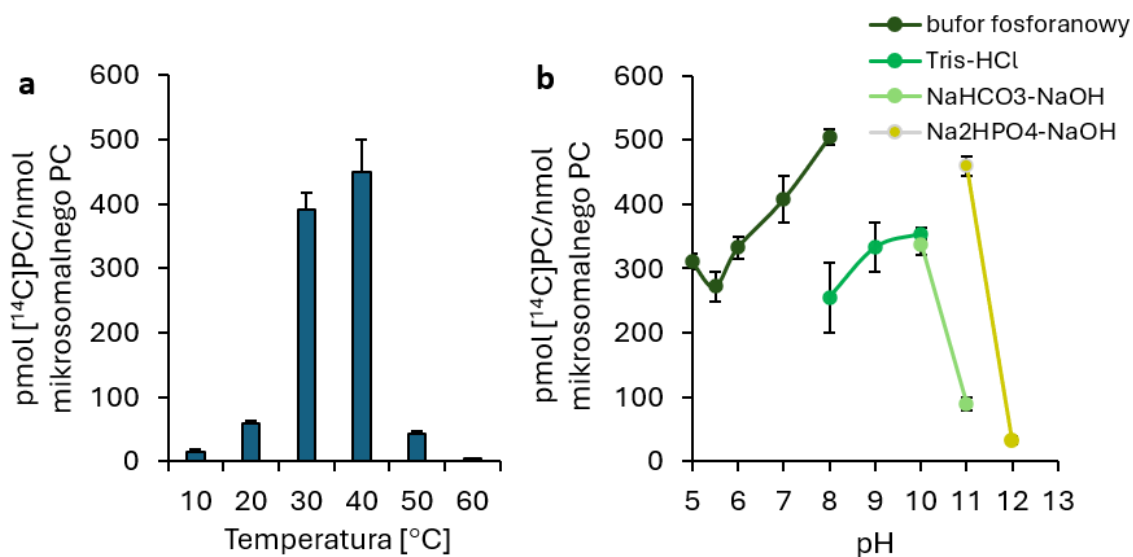 a
600
500
400
300
200
100
0
pmol [¹⁴C]PC/nmol
mikrosomalnego PC
10 20 30 40 50 60
Temperatura [°C]
b
bufor fosforanowy
Tris-HCl
NaHCO3-NaOH
Na2HPO4-NaOH
600
500
400
300
200
100
0
pmol [¹⁴C]PC/nmol
mikrosomalnego PC
5 6 7 8 9 10 11 12 13
pH